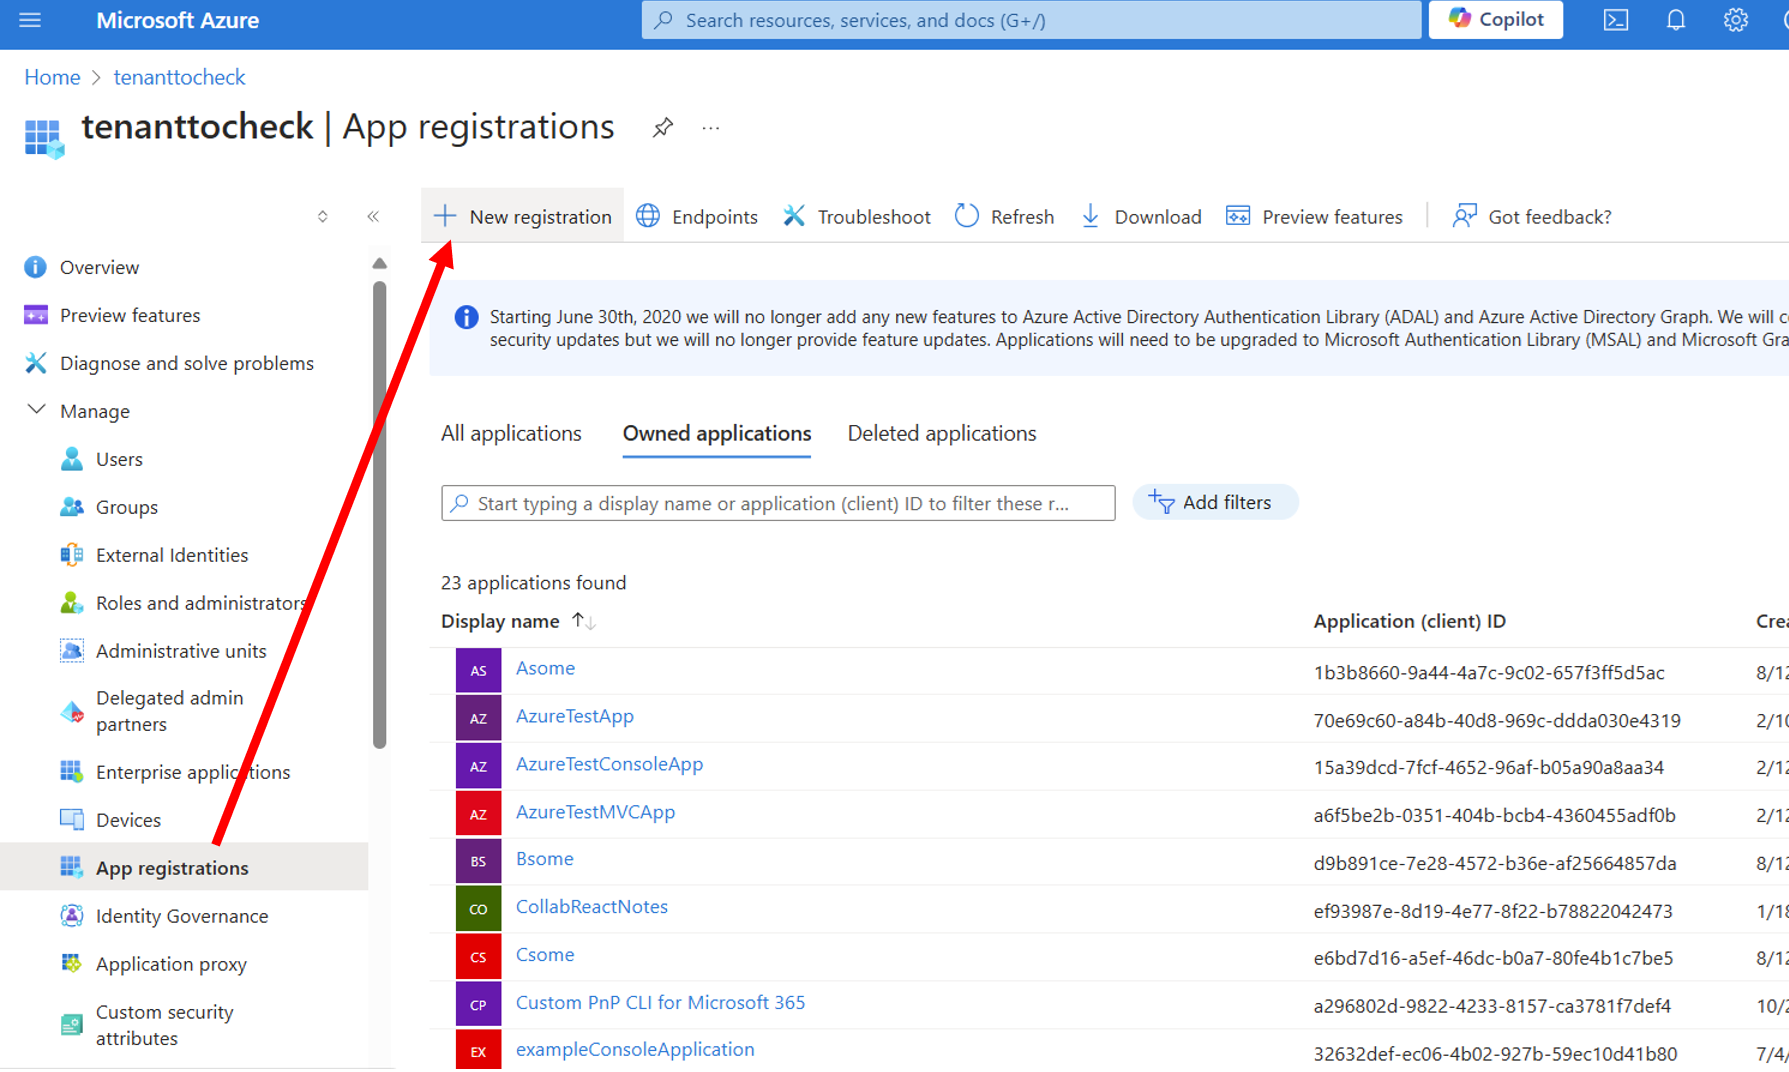 Microsoft Azure
Search resources, services, and docs (G+/)
Copilot
Home > tenanttocheck
tenanttocheck | App registrations
New registration
Endpoints
Troubleshoot
Refresh
Download
Preview features
Got feedback?
Overview
Preview features
Diagnose and solve problems
Manage
Users
Groups
External Identities
Roles and administrators
Administrative units
Delegated admin
partners
Enterprise applications
Devices
App registrations
Identity Governance
Application proxy
Custom security
attributes
Starting June 30th, 2020 we will no longer add any new features to Azure Active Directory Authentication Library (ADAL) and Azure Active Directory Graph. We will
security updates but we will no longer provide feature updates. Applications will need to be upgraded to Microsoft Authentication Library (MSAL) and Microsoft Gra
All applications
Owned applications
Deleted applications
Start typing a display name or application (client) ID to filter these r...
Add filters
23 applications found
Display name
Application (client) ID
Crea
AS Asome 1b3b8660-9a44-4a7c-9c02-657f3ff5d5ac 8/12
AZ AzureTestApp 70e69c60-a84b-40d8-969c-ddda030e4319 2/10
AZ AzureTestConsoleApp 15a39dcd-7fcf-4652-96af-b05a90a8aa34 2/12
AZ AzureTestMVCApp a6f5be2b-0351-404b-bcb4-4360455adf0b 2/12
BS Bsome d9b891ce-7e28-4572-b36e-af25664857da 8/12
CO CollabReactNotes ef93987e-8d19-4e77-8f22-b78822042473 1/18
CS Csome e6bd7d16-a5ef-46dc-b0a7-80fe4b1c7be5 8/12
CP Custom PnP CLI for Microsoft 365 a296802d-9822-4233-8157-ca3781f7def4 10/2
EX exampleConsoleApplication 32632def-ec06-4b02-927b-59ec10d41b80 7/4/